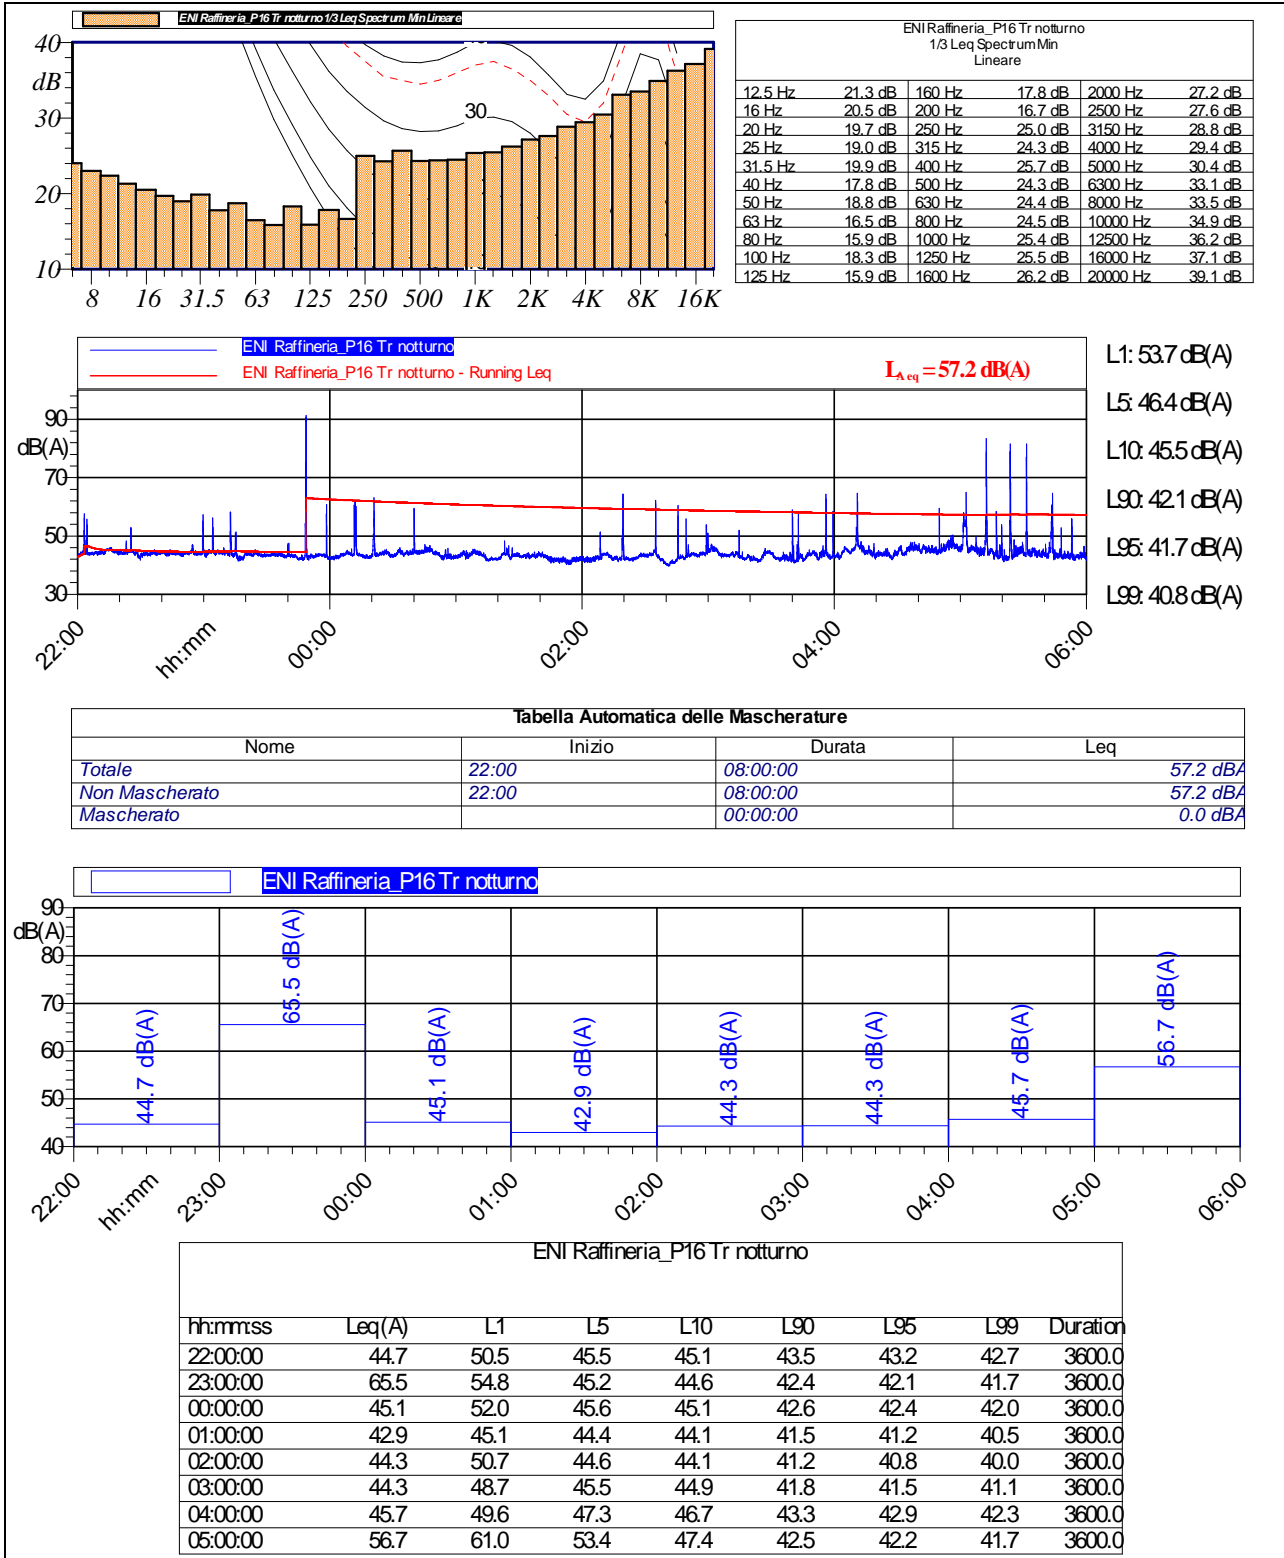 ENI Raffineria_P16 Tr notturno 1/3 Leq Spectrum Min Lineare
40
dB
30
20
10
30
8 16 31.5 63 125 250 500 1K 2K 4K 8K 16K
ENI Raffineria_P16 Tr notturno
1/3 Leq Spectrum Min
Lineare
12.5 Hz 21.3 dB 160 Hz 17.8 dB 2000 Hz 27.2 dB
16 Hz 20.5 dB 200 Hz 16.7 dB 2500 Hz 27.6 dB
20 Hz 19.7 dB 250 Hz 25.0 dB 3150 Hz 28.8 dB
25 Hz 19.0 dB 315 Hz 24.3 dB 4000 Hz 29.4 dB
31.5 Hz 19.9 dB 400 Hz 25.7 dB 5000 Hz 30.4 dB
40 Hz 17.8 dB 500 Hz 24.3 dB 6300 Hz 33.1 dB
50 Hz 18.8 dB 630 Hz 24.4 dB 8000 Hz 33.5 dB
63 Hz 16.5 dB 800 Hz 24.5 dB 10000 Hz 34.9 dB
80 Hz 15.9 dB 1000 Hz 25.4 dB 12500 Hz 36.2 dB
100 Hz 18.3 dB 1250 Hz 25.5 dB 16000 Hz 37.1 dB
125 Hz 15.9 dB 1600 Hz 26.2 dB 20000 Hz 39.1 dB
ENI Raffineria_P16 Tr notturno
ENI Raffineria_P16 Tr notturno - Running Leq
LA eq = 57.2 dB(A)
90
dB(A)
70
50
30
22:00 hh:mm 00:00 02:00 04:00 06:00
L1: 53.7 dB(A)
L5: 46.4 dB(A)
L10: 45.5 dB(A)
L90: 42.1 dB(A)
L95: 41.7 dB(A)
L99: 40.8 dB(A)
Tabella Automatica delle Mascherature
Nome Inizio Durata Leq
Totale 22:00 08:00:00 57.2 dBA
Non Mascherato 22:00 08:00:00 57.2 dBA
Mascherato 00:00:00 0.0 dBA
ENI Raffineria_P16 Tr notturno
90
dB(A)
80
70
60
50
40
44.7 dB(A)
65.5 dB(A)
45.1 dB(A)
42.9 dB(A)
44.3 dB(A)
44.3 dB(A)
45.7 dB(A)
56.7 dB(A)
22:00 hh:mm 23:00 00:00 01:00 02:00 03:00 04:00 05:00 06:00
ENI Raffineria_P16 Tr notturno
hh:mm:ss Leq(A) L1 L5 L10 L90 L95 L99 Duration
22:00:00 44.7 50.5 45.5 45.1 43.5 43.2 42.7 3600.0
23:00:00 65.5 54.8 45.2 44.6 42.4 42.1 41.7 3600.0
00:00:00 45.1 52.0 45.6 45.1 42.6 42.4 42.0 3600.0
01:00:00 42.9 45.1 44.4 44.1 41.5 41.2 40.5 3600.0
02:00:00 44.3 50.7 44.6 44.1 41.2 40.8 40.0 3600.0
03:00:00 44.3 48.7 45.5 44.9 41.8 41.5 41.1 3600.0
04:00:00 45.7 49.6 47.3 46.7 43.3 42.9 42.3 3600.0
05:00:00 56.7 61.0 53.4 47.4 42.5 42.2 41.7 3600.0